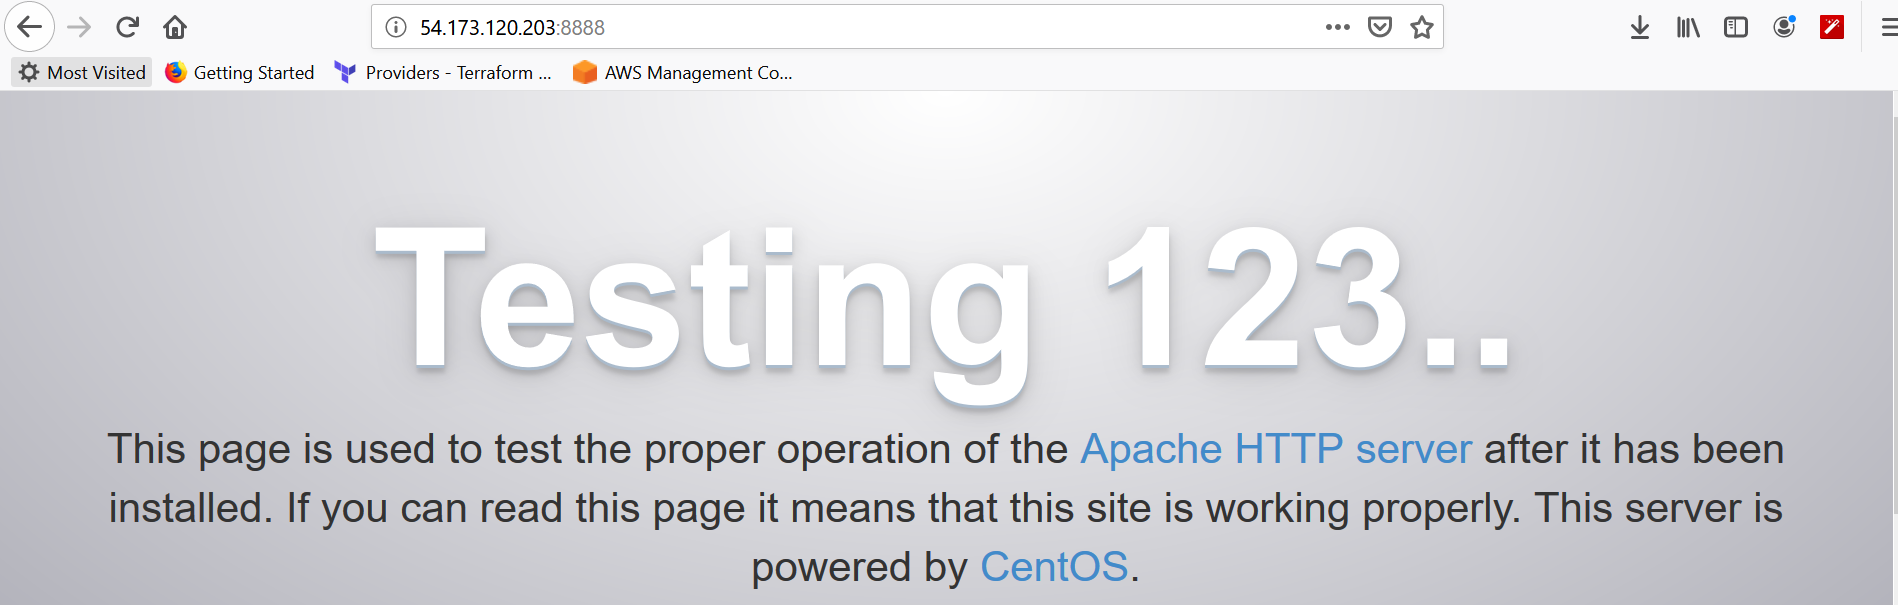 54.173.120.203:8888
Most Visited Getting Started Providers - Terraform ... AWS Management Co...
Testing 123..
This page is used to test the proper operation of the Apache HTTP server after it has been
installed. If you can read this page it means that this site is working properly. This server is
powered by CentOS.